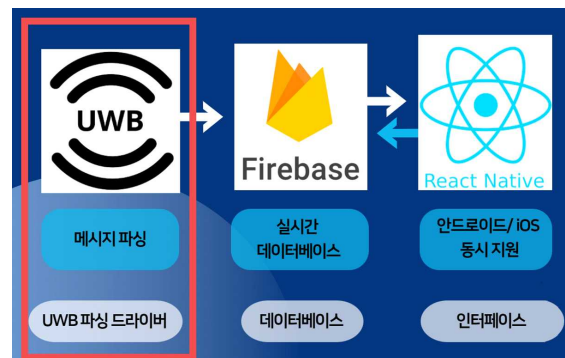 UWB
Firebase
React Native
메시지 파싱
실시간
데이터베이스
안드로이드/iOS
동시 지원
UWB 파싱 드라이버
데이터베이스
인터페이스